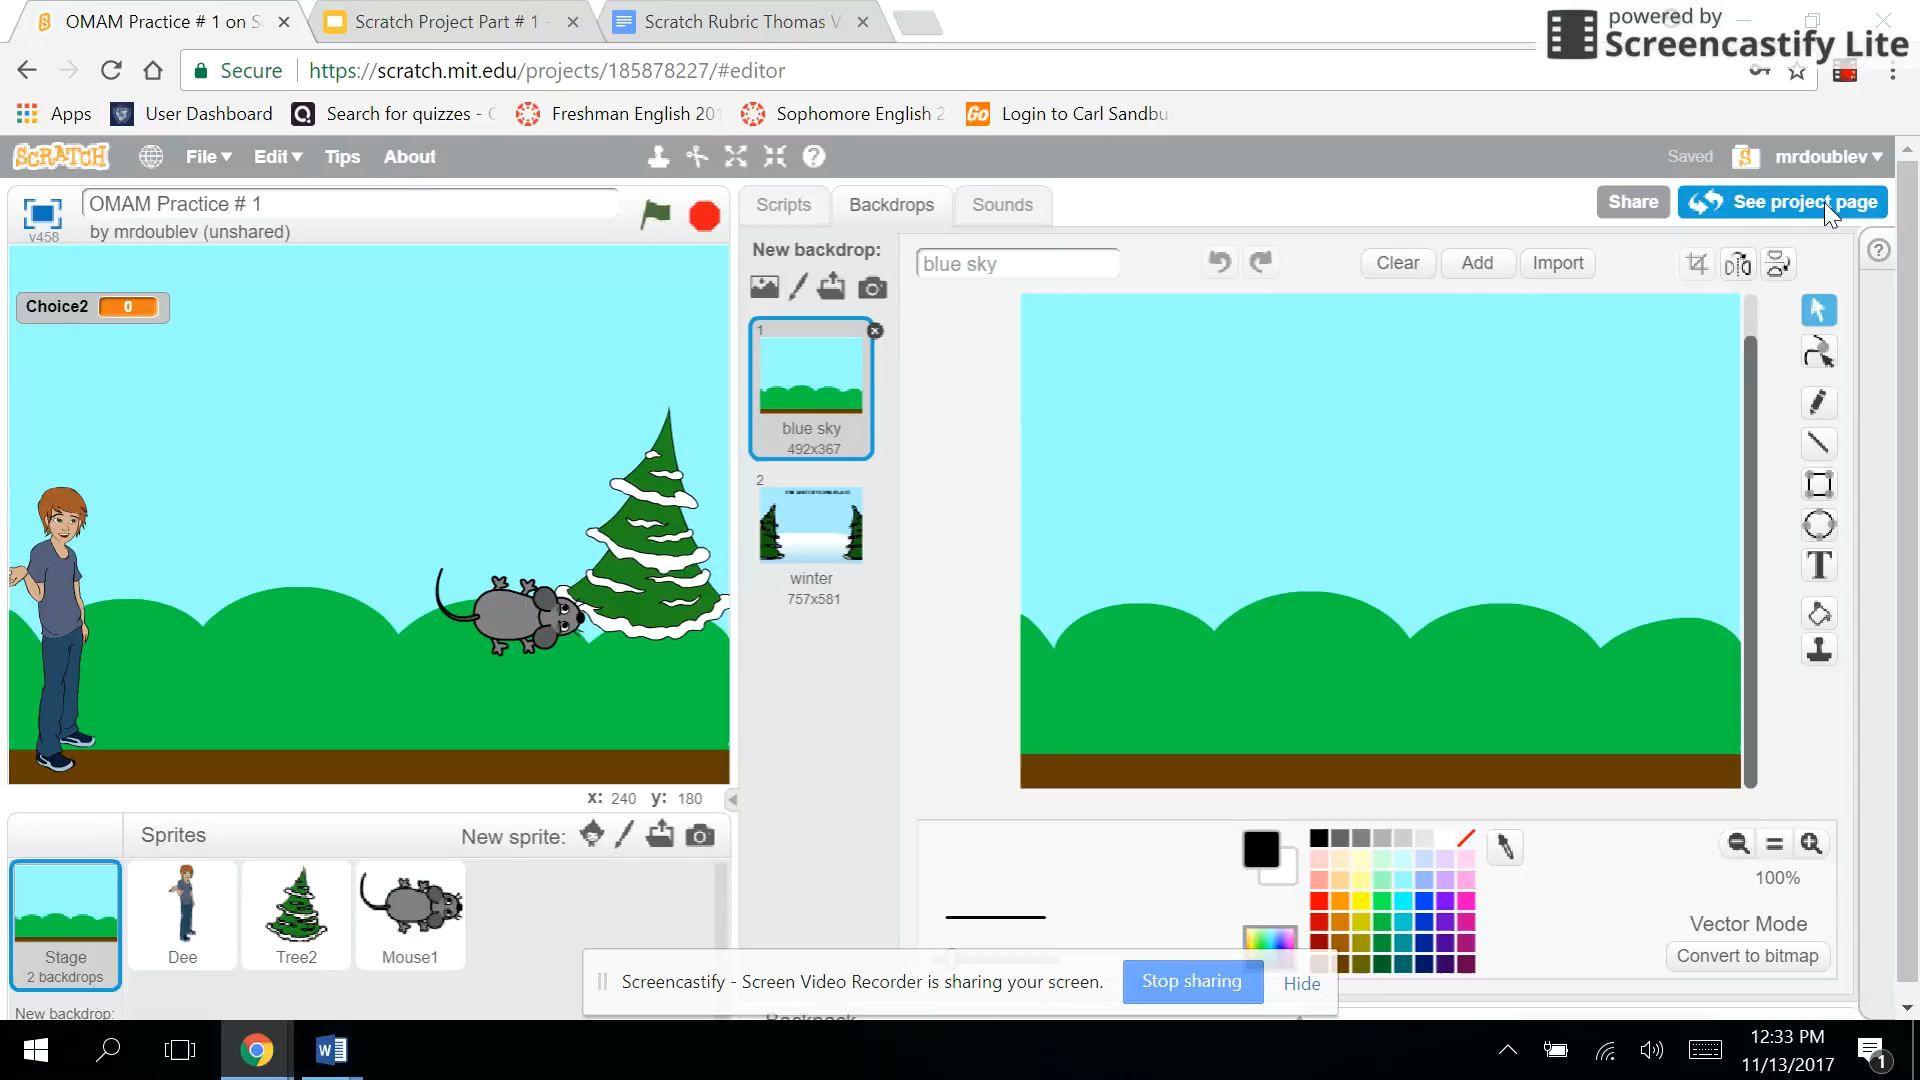 OMAM Practice # 1 on S
Scratch Project Part # 1 -
Scratch Rubric Thomas V
powered by
Screencastify Lite
Secure
https://scratch.mit.edu/projects/185878227/#editor
Apps
User Dashboard
Search for quizzes -
Freshman English 201
Sophomore English 2
GO
Login to Carl Sandbu
SCRATCH
File
Edit
Tips
About
Saved
mrdoublev
OMAM Practice # 1
by mrdoublev (unshared)
v458
Scripts
Backdrops
Sounds
Share
See project page
New backdrop:
blue sky
Clear
Add
Import
Choice2 0
1
blue sky
492x367
2
winter
757x581
T
x: 240 y: 180
Sprites
New sprite:
Stage
2 backdrops
Dee
Tree2
Mouse1
New backdrop:
100%
Vector Mode
Convert to bitmap
Screencastify - Screen Video Recorder is sharing your screen.
Stop sharing
Hide
Backpack
12:33 PM
11/13/2017
1